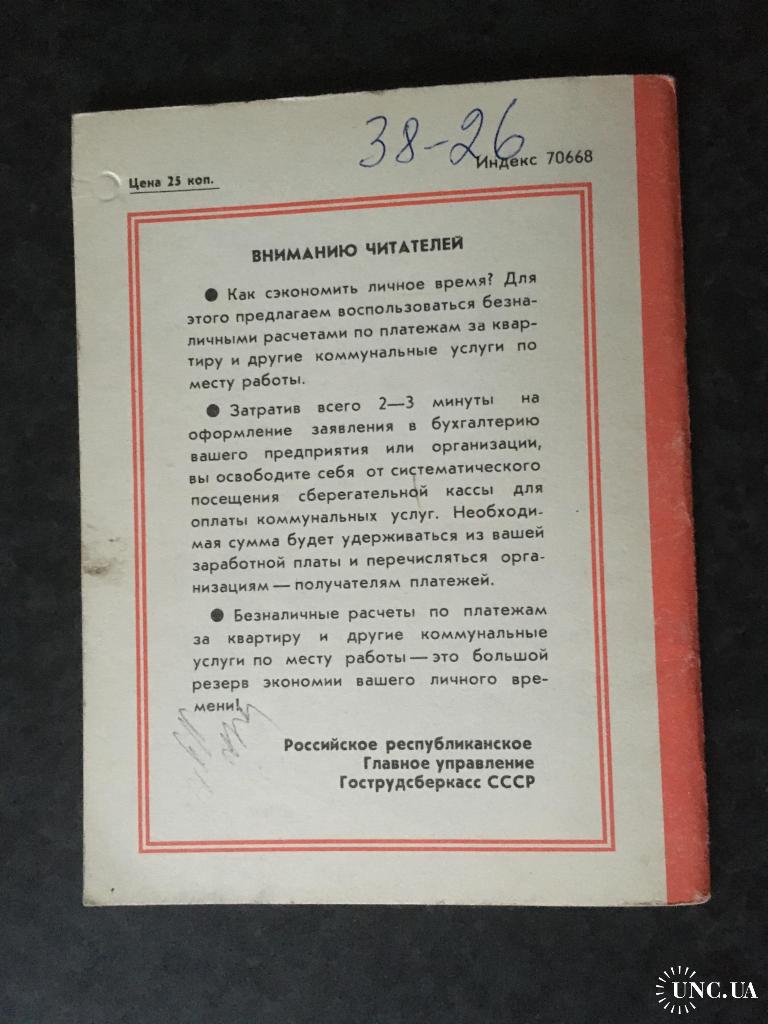 38-26
Индекс 70668
Цена 25 коп.
ВНИМАНИЮ ЧИТАТЕЛЕЙ
● Как сэкономить личное время? Для
этого предлагаем воспользоваться безна-
личными расчетами по платежам за квар-
тиру и другие коммунальные услуги по
месту работы.
● Затратив всего 2—3 минуты на
оформление заявления в бухгалтерию
вашего предприятия или организации,
вы освободите себя от систематического
посещения сберегательной кассы для
оплаты коммунальных услуг. Необходи-
мая сумма будет удерживаться из вашей
заработной платы и перечисляться орга-
низациям — получателям платежей.
● Безналичные расчеты по платежам
за квартиру и другие коммунальные
услуги по месту работы — это большой
резерв экономии вашего личного вре-
мени!
Российское республиканское
Главное управление
Гострудсберкасс СССР
UNC.UA